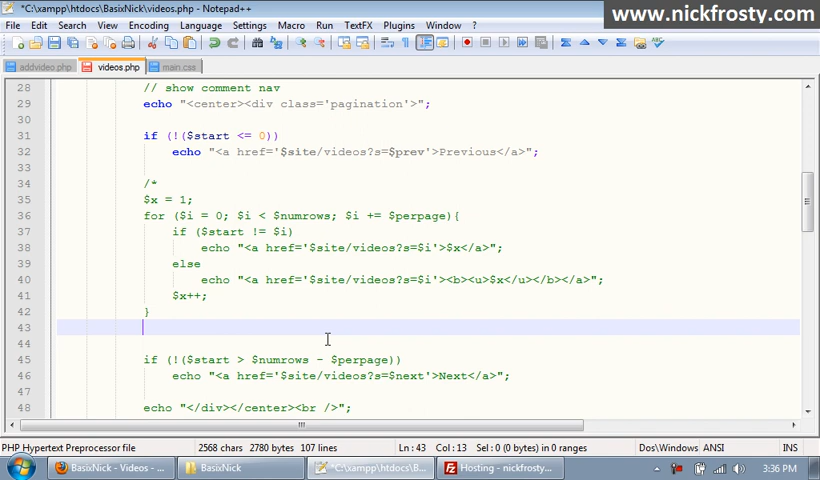 *C:\xampp\htdocs\BasixNick\videos.php - Notepad++
www.nickfrosty.com
File Edit Search View Encoding Language Settings Macro Run TextFX Plugins Window ?
addvideo.php videos.php main.css
28 // show comment nav
29 echo "<center><div class='pagination'>";
30
31 if (!($start <= 0))
32 echo "<a href='$site/videos?s=$prev'>Previous</a>";
33
34 /*
35 $x = 1;
36 for ($i = 0; $i < $numrows; $i += $perpage){
37 if ($start != $i)
38 echo "<a href='$site/videos?s=$i'>$x</a>";
39 else
40 echo "<a href='$site/videos?s=$i'><b><u>$x</u></b></a>";
41 $x++;
42 }
43
44
45 if (!($start > $numrows - $perpage))
46 echo "<a href='$site/videos?s=$next'>Next</a>";
47
48 echo "</div></center><br />";
PHP Hypertext Preprocessor file 2568 chars 2780 bytes 107 lines Ln : 43 Col : 13 Sel : 0 (0 bytes) in 0 ranges Dos\Windows ANSI INS
BasixNick - Videos - ... BasixNick *C:\xampp\htdocs\B... Hosting - nickfrosty... 3:36 PM